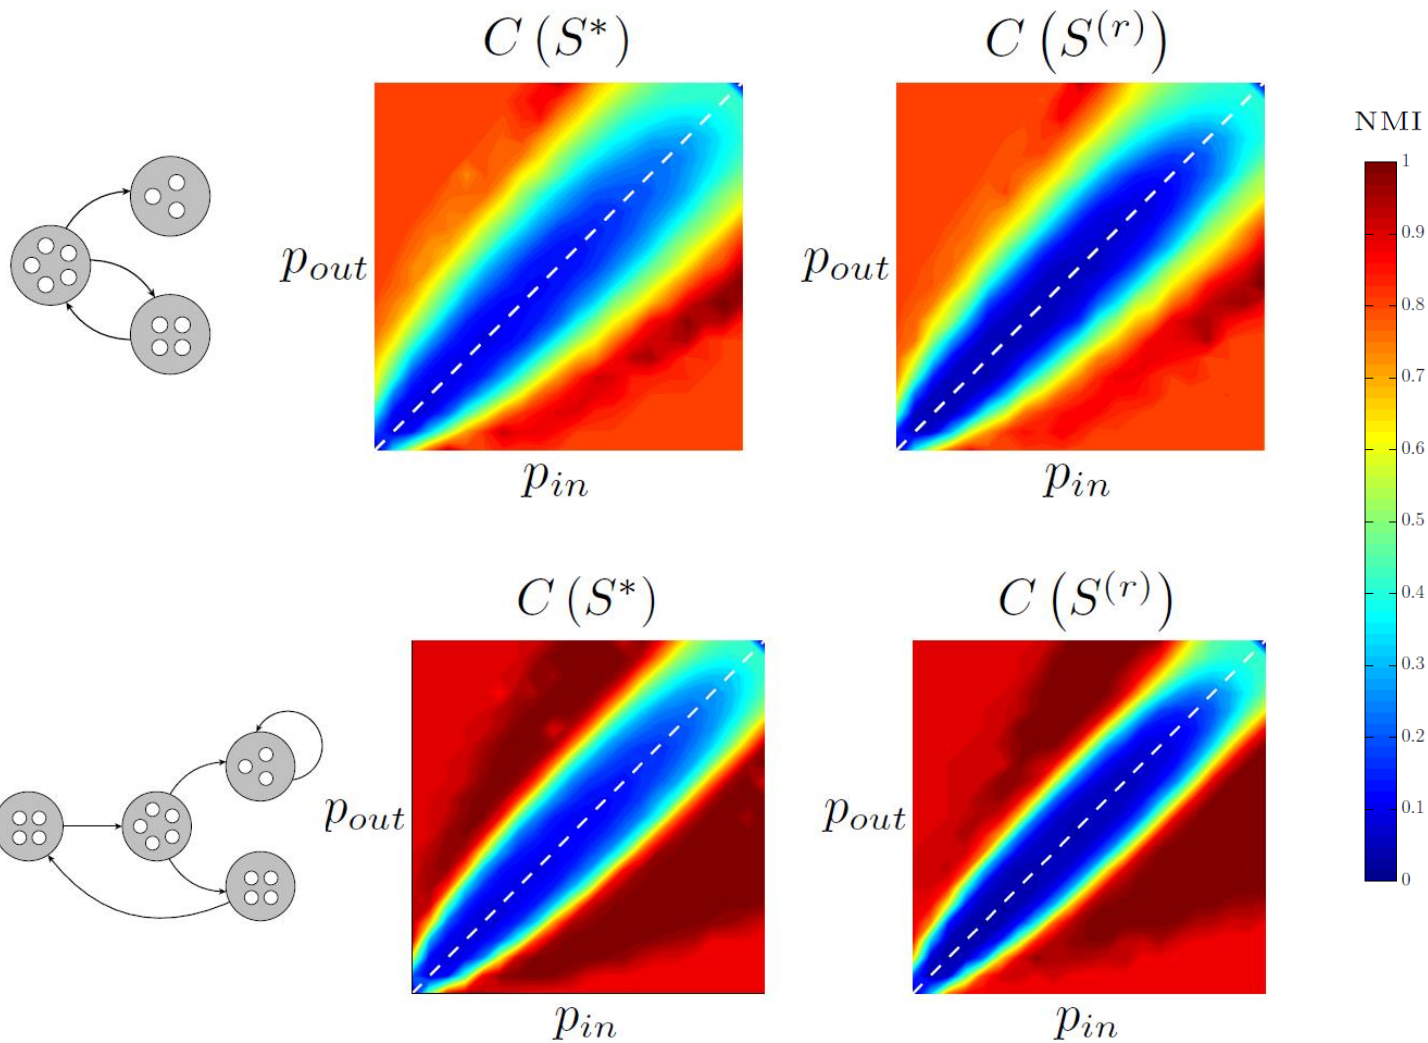 C (S*)
C (S^(r))
NMI
1
0.9
0.8
0.7
0.6
0.5
0.4
0.3
0.2
0.1
0
p_out
p_out
p_in
p_in
C (S*)
C (S^(r))
p_out
p_out
p_in
p_in